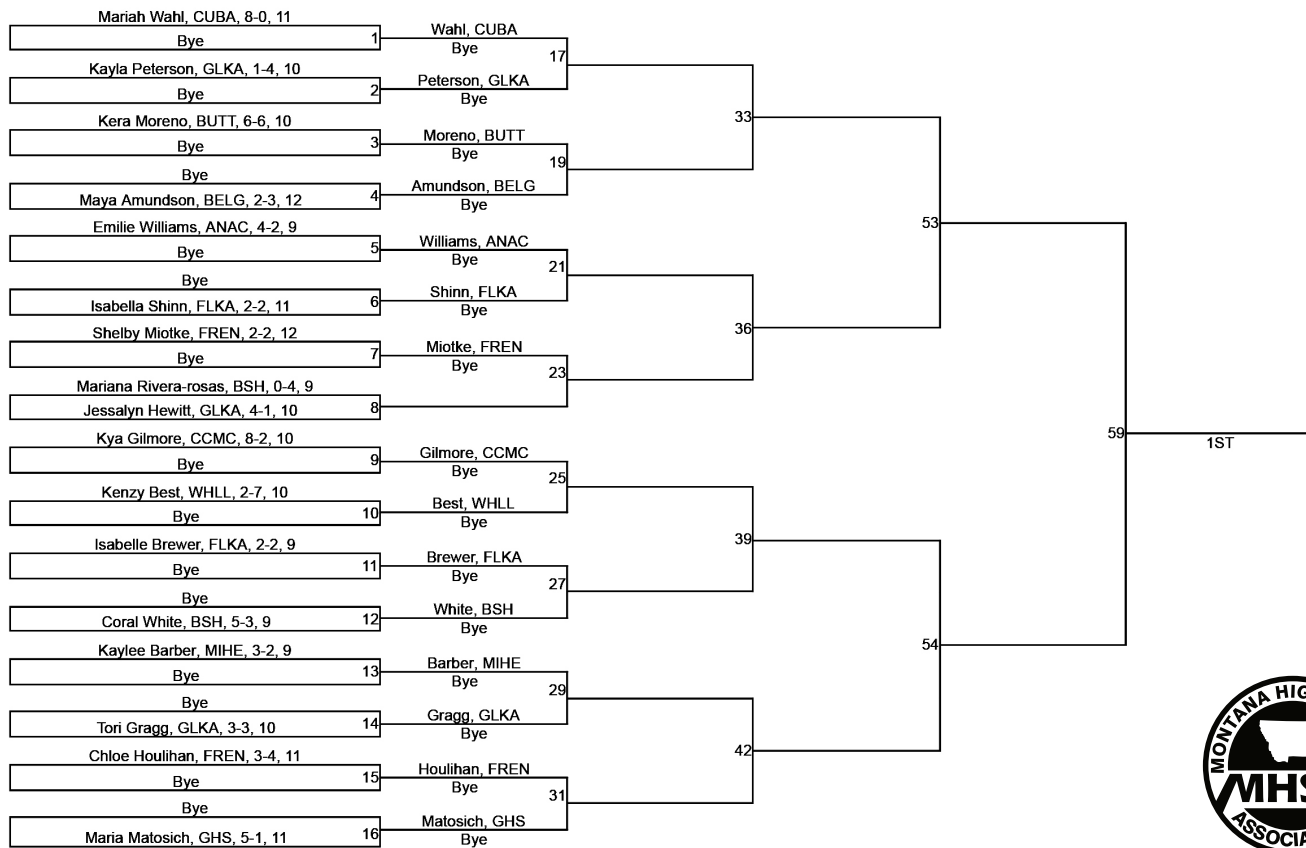 Mariah Wahl, CUBA, 8-0, 11
Bye
1
Kayla Peterson, GLKA, 1-4, 10
Bye
2
Kera Moreno, BUTT, 6-6, 10
Bye
3
Bye
Maya Amundson, BELG, 2-3, 12
4
Emilie Williams, ANAC, 4-2, 9
Bye
5
Bye
Isabella Shinn, FLKA, 2-2, 11
6
Shelby Miotke, FREN, 2-2, 12
Bye
7
Mariana Rivera-rosas, BSH, 0-4, 9
Jessalyn Hewitt, GLKA, 4-1, 10
8
Kya Gilmore, CCMC, 8-2, 10
Bye
9
Kenzy Best, WHLL, 2-7, 10
Bye
10
Isabelle Brewer, FLKA, 2-2, 9
Bye
11
Bye
Coral White, BSH, 5-3, 9
12
Kaylee Barber, MIHE, 3-2, 9
Bye
13
Bye
Tori Gragg, GLKA, 3-3, 10
14
Chloe Houlihan, FREN, 3-4, 11
Bye
15
Bye
Maria Matosich, GHS, 5-1, 11
16
Wahl, CUBA
Bye
17
Peterson, GLKA
Bye
Moreno, BUTT
Bye
19
Amundson, BELG
Bye
Williams, ANAC
Bye
21
Shinn, FLKA
Bye
Miotke, FREN
Bye
23
Gilmore, CCMC
Bye
25
Best, WHLL
Bye
Brewer, FLKA
Bye
27
White, BSH
Bye
Barber, MIHE
Bye
29
Gragg, GLKA
Bye
Houlihan, FREN
Bye
31
Matosich, GHS
Bye
33
36
39
42
53
54
59
1ST
MONTANA HIG
MHS
ASSOCIA